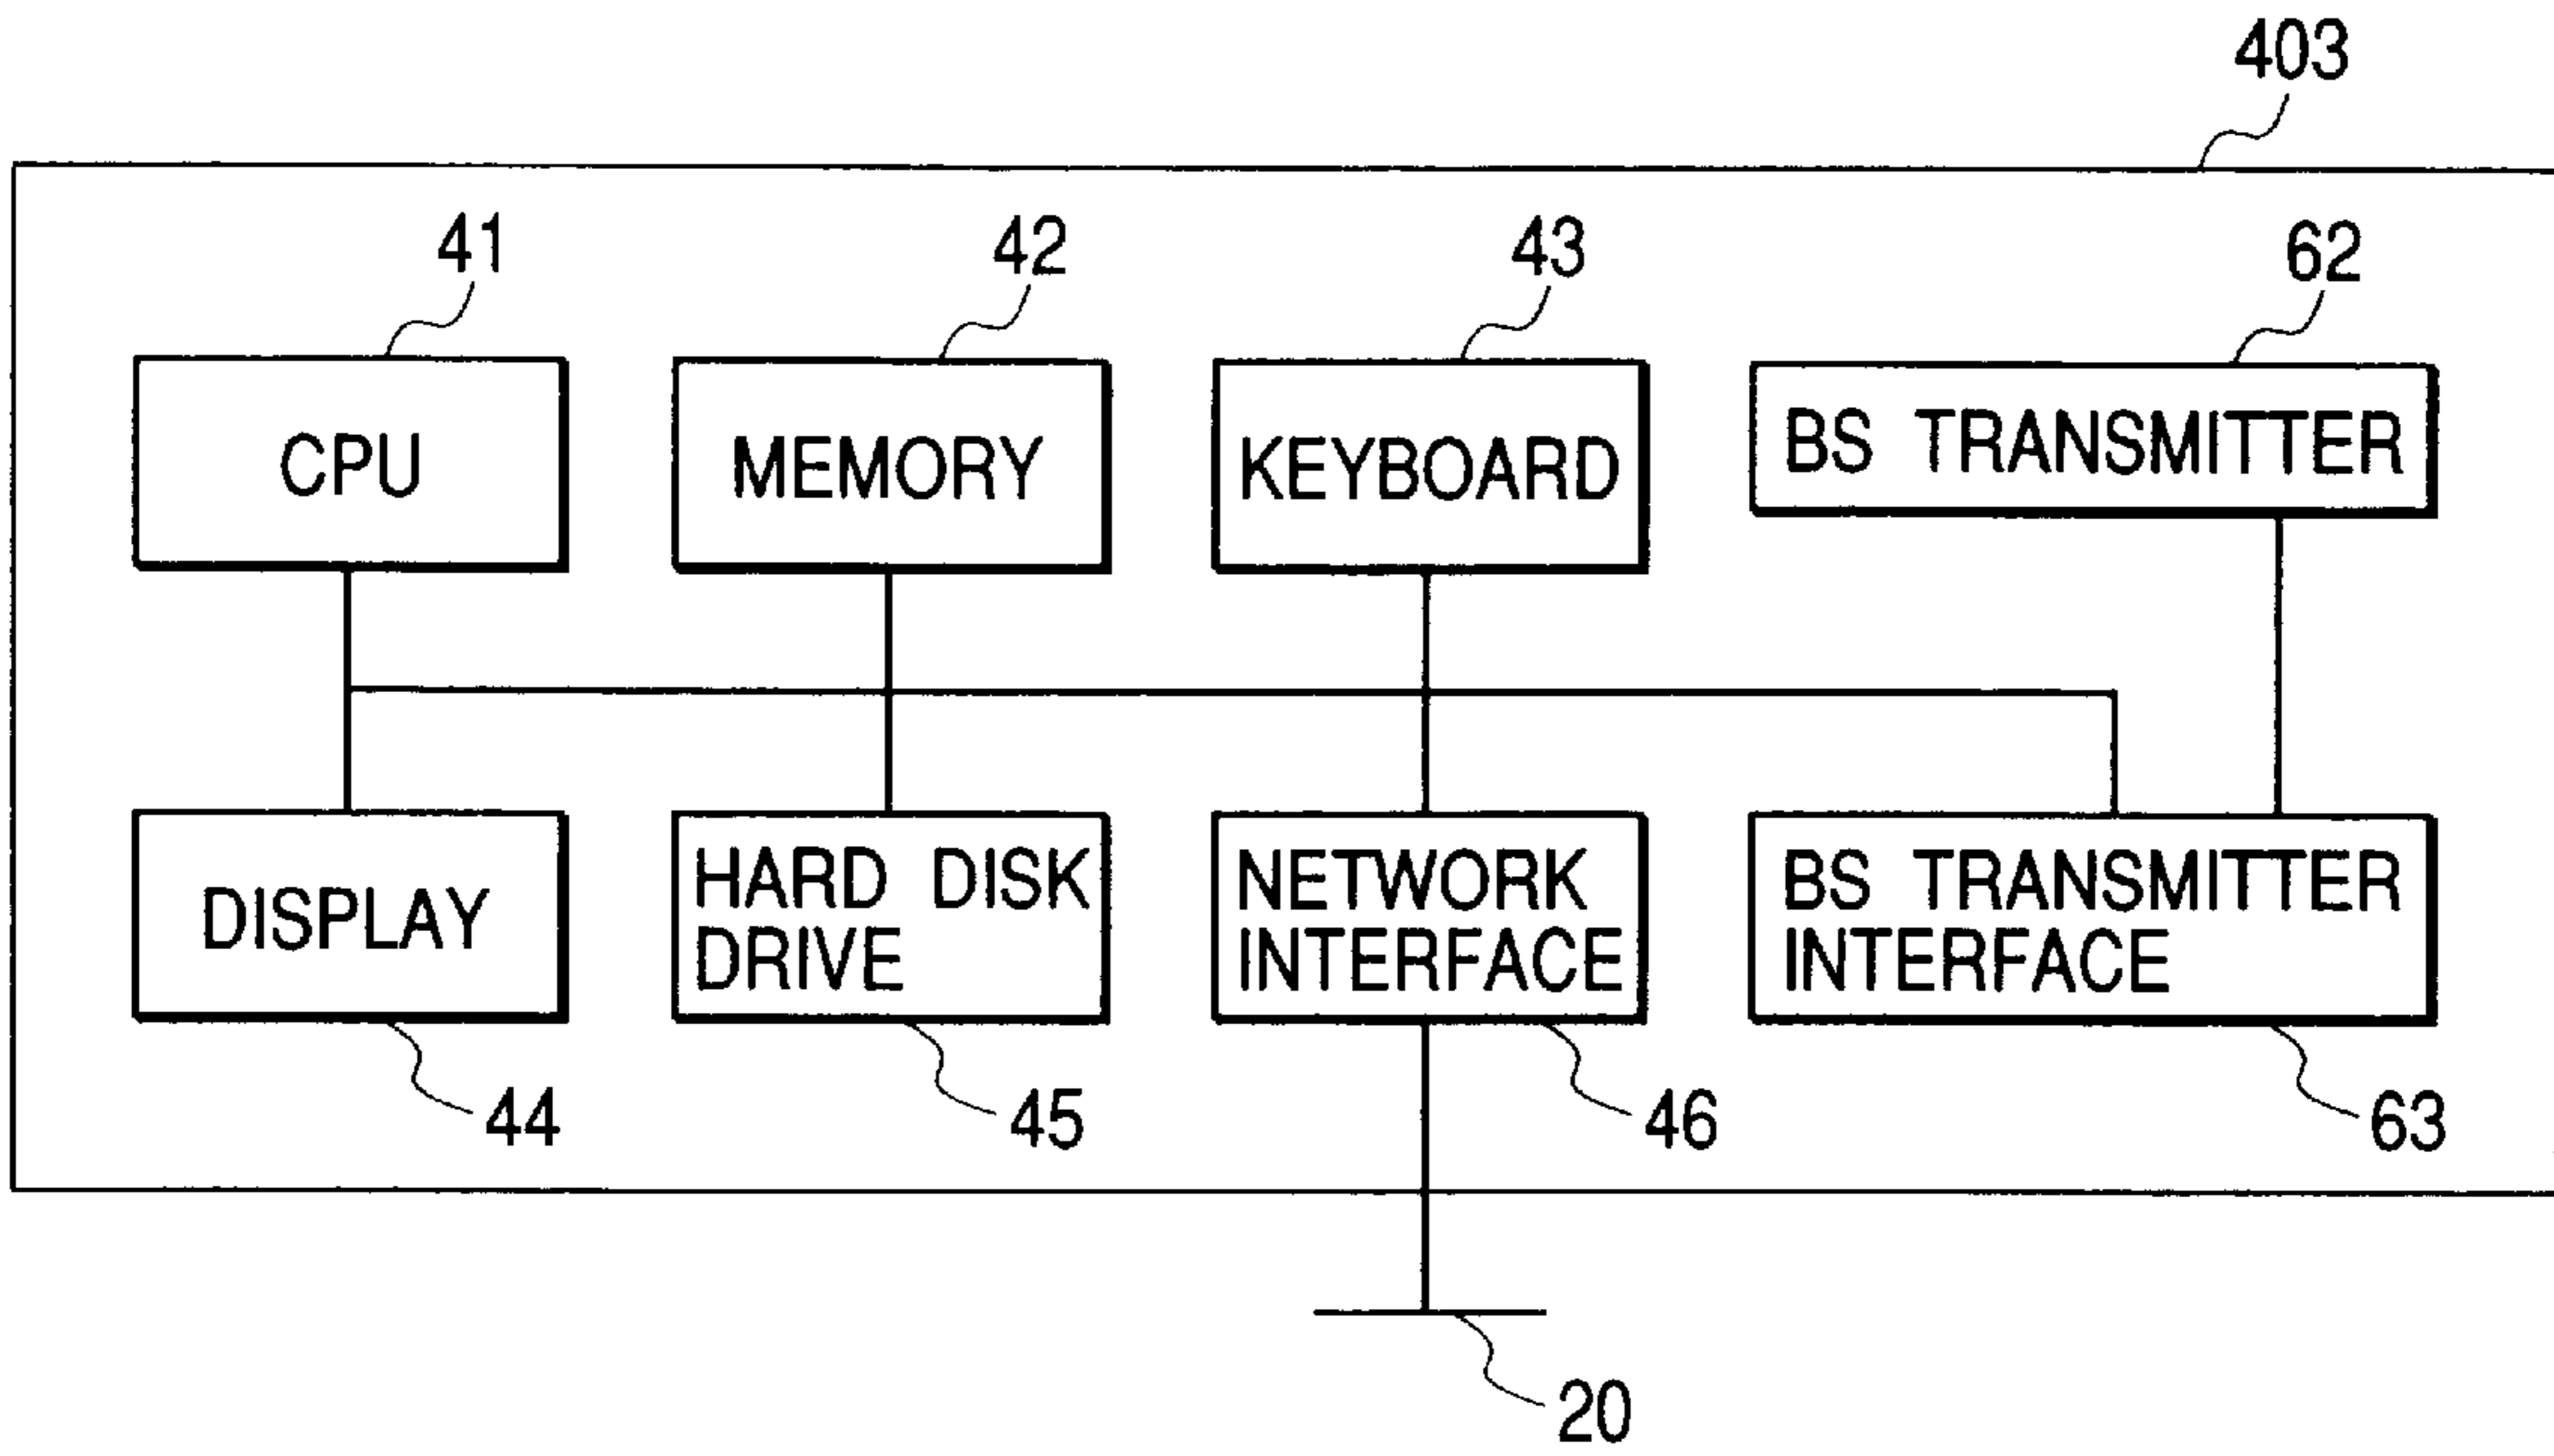 403
41
42
43
62
CPU
MEMORY
KEYBOARD
BS TRANSMITTER
DISPLAY
HARD DISK
DRIVE
NETWORK
INTERFACE
BS TRANSMITTER
INTERFACE
44
45
46
63
20